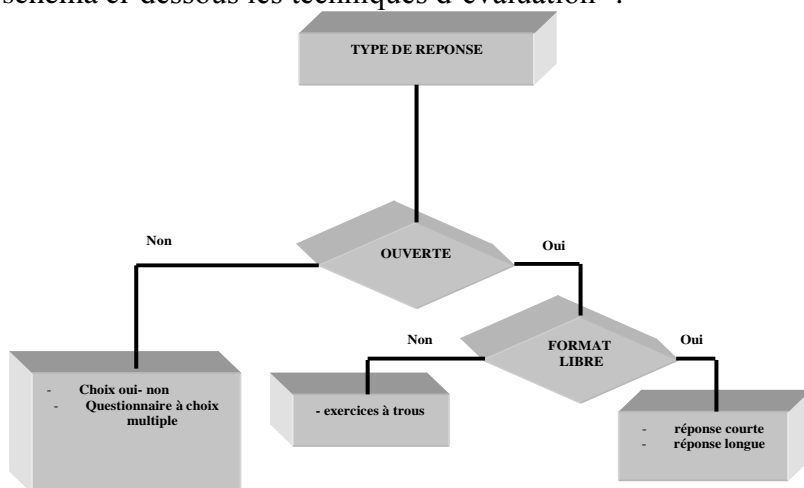 schéma ci-dessous les techniques d'évaluation :
TYPE DE REPONSE
Non
OUVERTE
Oui
Non
FORMAT
LIBRE
Oui
- Choix oui- non
- Questionnaire à choix
multiple
- exercices à trous
- réponse courte
- réponse longue